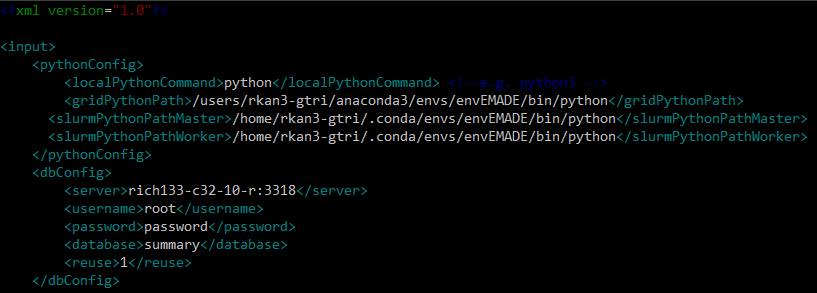 <?xml version="1.0"?>
<input>
<pythonConfig>
<localPythonCommand>python</localPythonCommand> <!--e.g. python3 -->
<gridPythonPath>/users/rkan3-gtri/anaconda3/envs/envEMADE/bin/python</gridPythonPath>
<slurmPythonPathMaster>/home/rkan3-gtri/.conda/envs/envEMADE/bin/python</slurmPythonPathMaster>
<slurmPythonPathWorker>/home/rkan3-gtri/.conda/envs/envEMADE/bin/python</slurmPythonPathWorker>
</pythonConfig>
<dbConfig>
<server>rich133-c32-10-r:3318</server>
<username>root</username>
<password>password</password>
<database>summary</database>
<reuse>1</reuse>
</dbConfig>